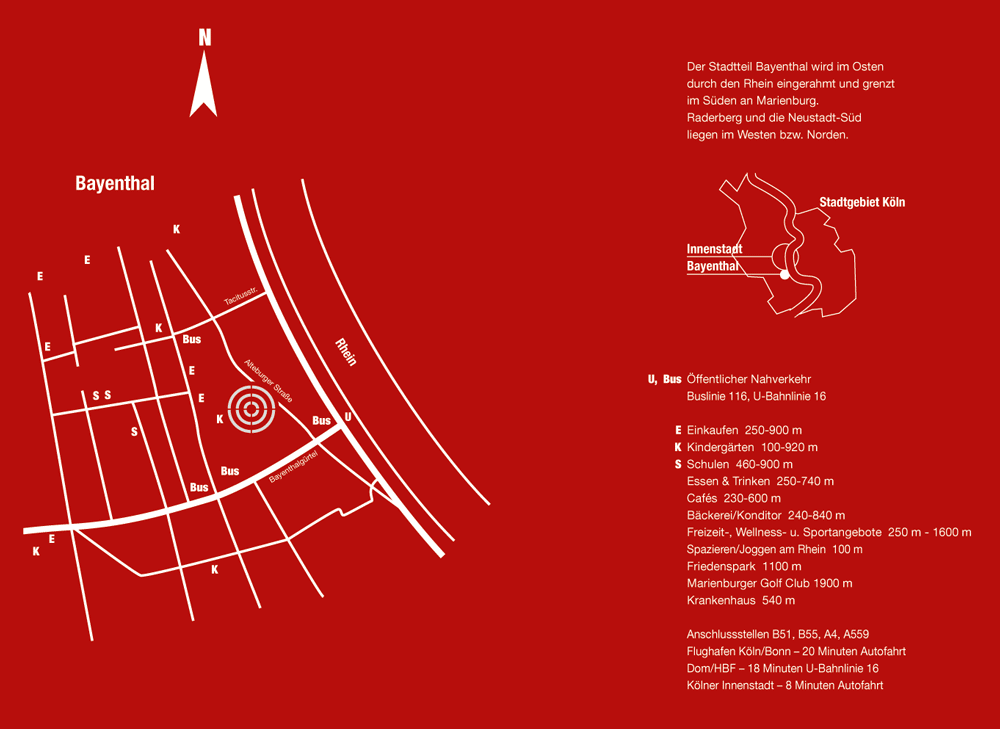 N
Der Stadtteil Bayenthal wird im Osten
durch den Rhein eingerahmt und grenzt
im Süden an Marienburg.
Raderberg und die Neustadt-Süd
liegen im Westen bzw. Norden.
Bayenthal
Stadtgebiet Köln
Innenstadt
Bayenthal
K
E
E
Tacitusstr.
K
Bus
E
Rhein
E
Alteburger Straße
S S
E
K
Bus
U
S
Bayenthalgürtel
Bus
Bus
E
K
K
U, Bus Öffentlicher Nahverkehr
Buslinie 116, U-Bahnlinie 16
E Einkaufen 250-900 m
K Kindergärten 100-920 m
S Schulen 460-900 m
Essen & Trinken 250-740 m
Cafés 230-600 m
Bäckerei/Konditor 240-840 m
Freizeit-, Wellness- u. Sportangebote 250 m - 1600 m
Spazieren/Joggen am Rhein 100 m
Friedenspark 1100 m
Marienburger Golf Club 1900 m
Krankenhaus 540 m
Anschlussstellen B51, B55, A4, A559
Flughafen Köln/Bonn – 20 Minuten Autofahrt
Dom/HBF – 18 Minuten U-Bahnlinie 16
Kölner Innenstadt – 8 Minuten Autofahrt